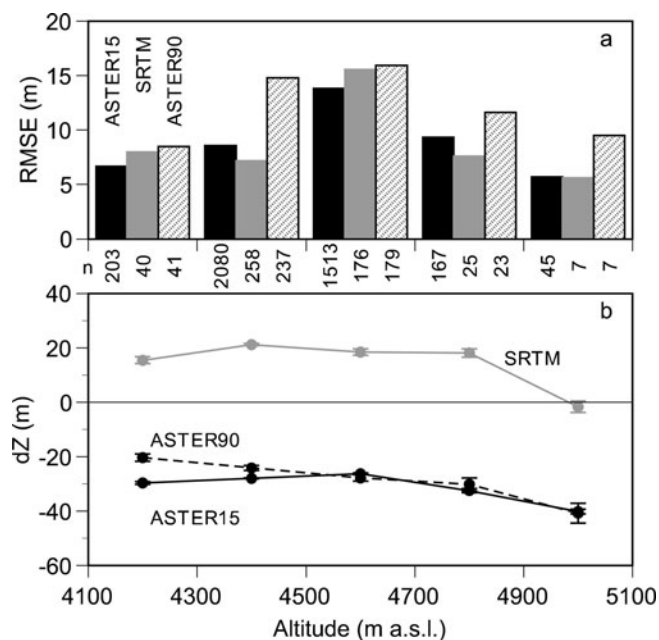 a
20
15
10
5
0
RMSE (m)
ASTER15
SRTM
ASTER90
n 203 40 41 2080 258 237 1513 176 179 167 25 23 45 7 7
b
40
20
0
-20
-40
-60
dZ (m)
SRTM
ASTER90
ASTER15
4100 4300 4500 4700 4900 5100
Altitude (m a.s.l.)